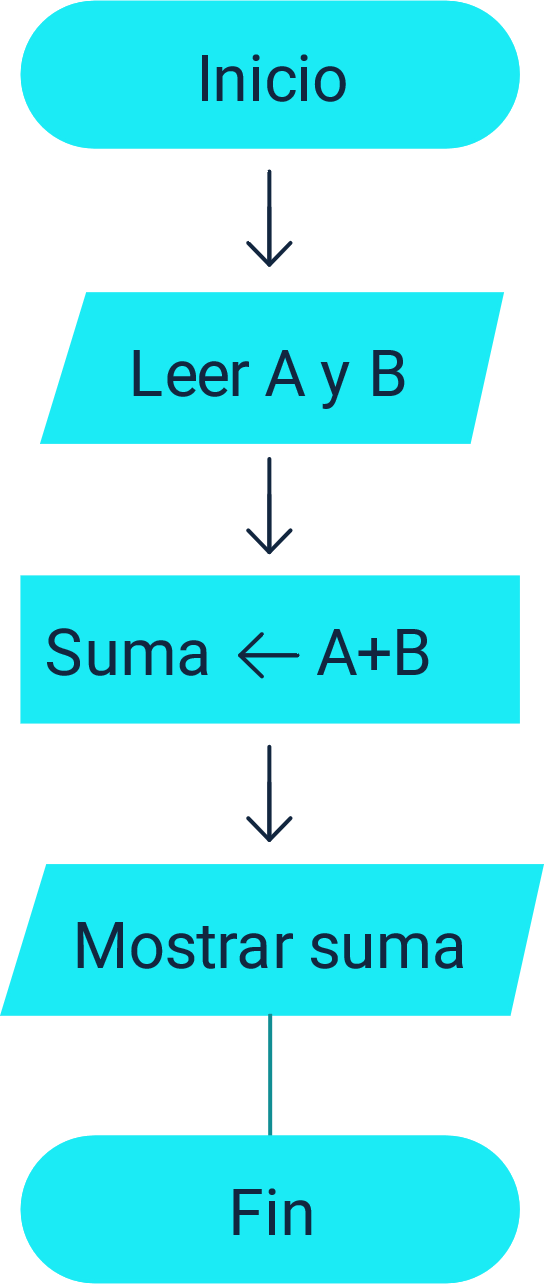 Inicio
Leer A y B
Suma ← A+B
Mostrar suma
Fin